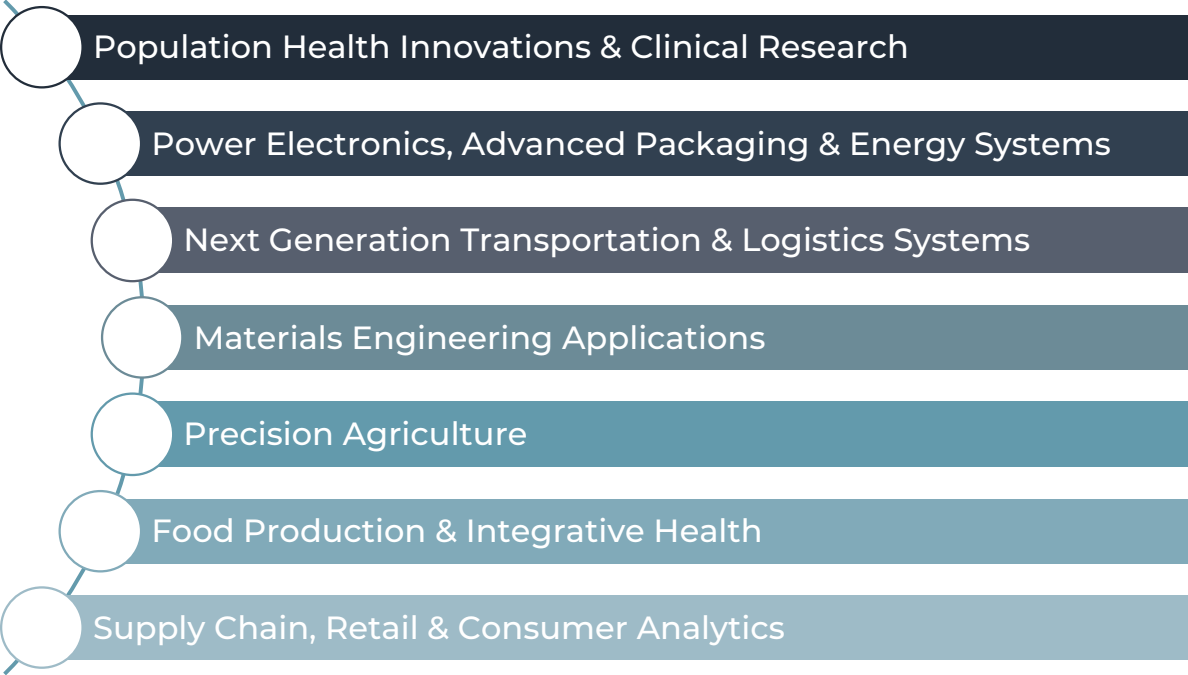 Population Health Innovations & Clinical Research
Power Electronics, Advanced Packaging & Energy Systems
Next Generation Transportation & Logistics Systems
Materials Engineering Applications
Precision Agriculture
Food Production & Integrative Health
Supply Chain, Retail & Consumer Analytics